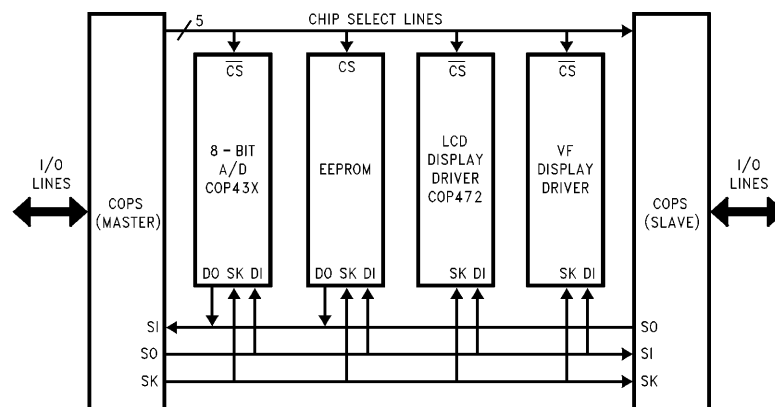 5
CHIP SELECT LINES
CS
CS
CS
CS
I/O
LINES
COPS
(MASTER)
8 - BIT
A/D
COP43X
EEPROM
LCD
DISPLAY
DRIVER
COP472
VF
DISPLAY
DRIVER
COPS
(SLAVE)
I/O
LINES
DO SK DI
DO SK DI
SK DI
SK DI
SI
SO
SO
SI
SK
SK